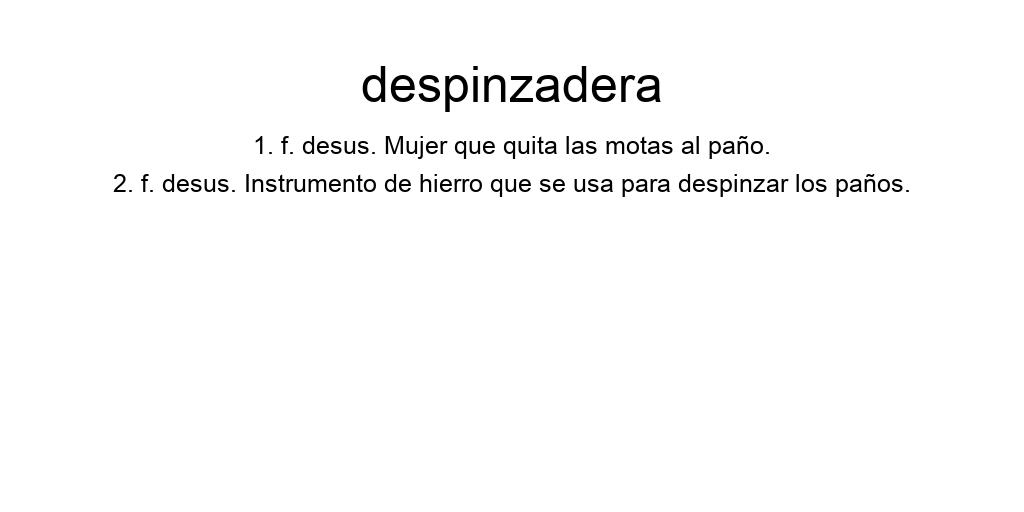 despinzadera
1. f. desus. Mujer que quita las motas al paño.
2. f. desus. Instrumento de hierro que se usa para despinzar los paños.